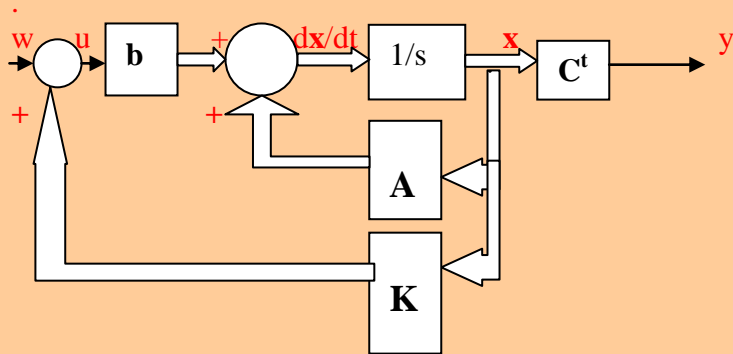 .
w u b + dx/dt 1/s x Cᵗ y
+ +
A
K